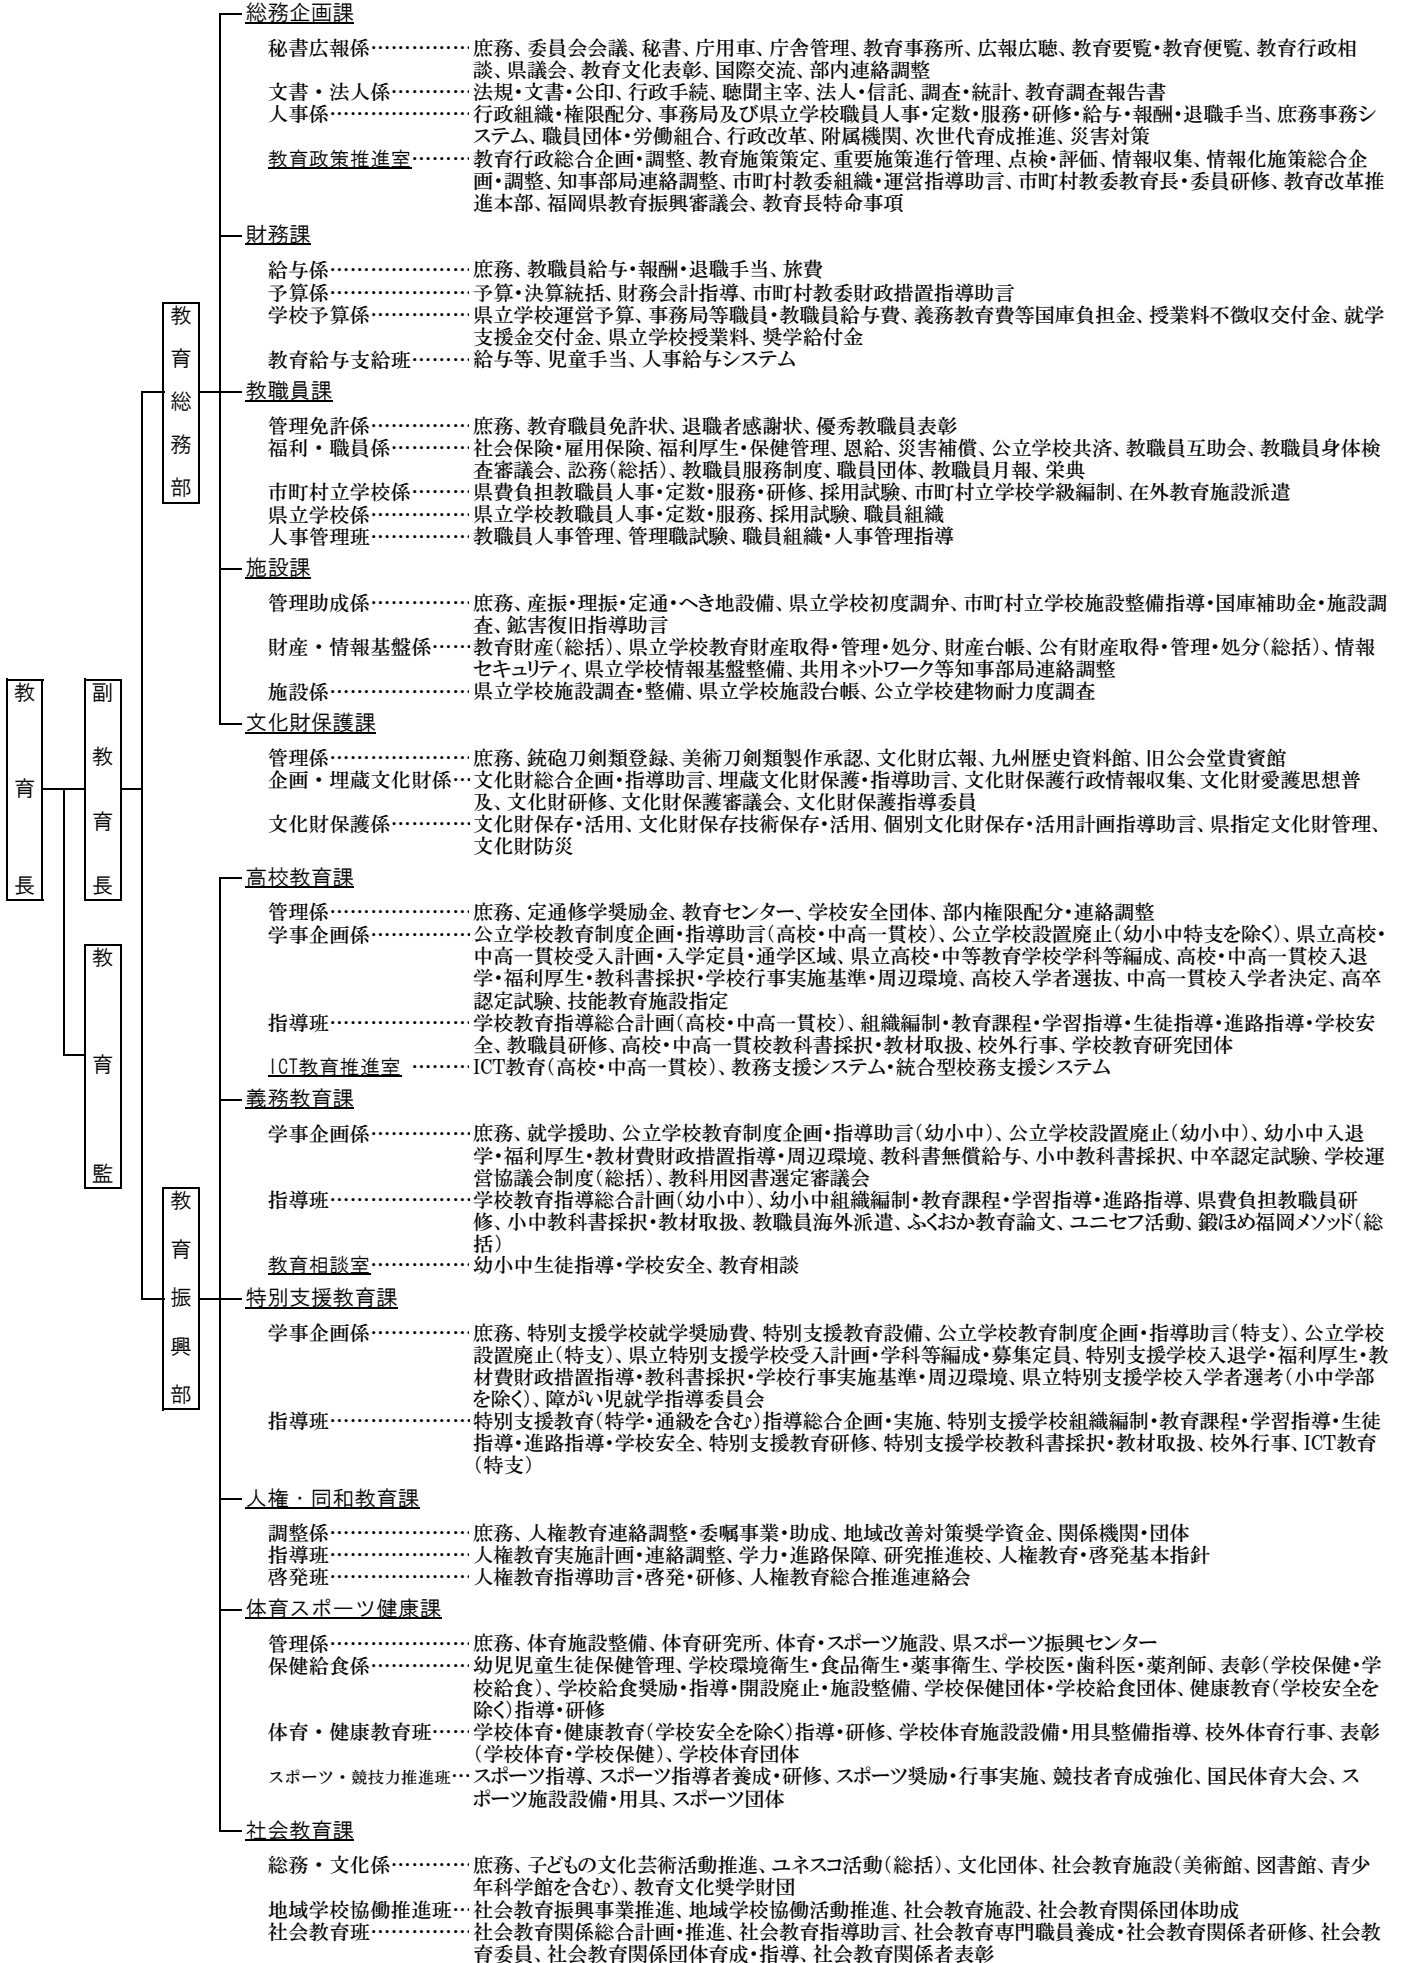 総務企画課
秘書広報係……………庶務、委員会会議、秘書、庁用車、庁舎管理、教育事務所、広報広聴、教育要覧・教育便覧、教育行政相
談、県議会、教育文化表彰、国際交流、部内連絡調整
文書・法人係…………法規・文書・公印、行政手続、聴聞主宰、法人・信託、調査・統計、教育調査報告書
人事係…………………行政組織・権限配分、事務局及び県立学校職員人事・定数・服務・研修・給与・報酬・退職手当、庶務事務シ
ステム、職員団体・労働組合、行政改革、附属機関、次世代育成推進、災害対策
教育政策推進室………教育行政総合企画・調整、教育施策策定、重要施策進行管理、点検・評価、情報収集、情報化施策総合企
画・調整、知事部局連絡調整、市町村教委組織・運営指導助言、市町村教委教育長・委員研修、教育改革推
進本部、福岡県教育振興審議会、教育長特命事項
財務課
給与係…………………庶務、教職員給与・報酬・退職手当、旅費
予算係…………………予算・決算統括、財務会計指導、市町村教委財政措置指導助言
学校予算係……………県立学校運営予算、事務局等職員・教職員給与費、義務教育費等国庫負担金、授業料不徴収交付金、就学
支援金交付金、県立学校授業料、奨学給付金
教育給与支給班………給与等、児童手当、人事給与システム
教職員課
管理免許係……………庶務、教育職員免許状、退職者感謝状、優秀教職員表彰
福利・職員係…………社会保険・雇用保険、福利厚生・保健管理、恩給、災害補償、公立学校共済、教職員互助会、教職員身体検
査審議会、訟務（総括）、教職員服務制度、職員団体、教職員月報、栄典
市町村立学校係………県費負担教職員人事・定数・服務・研修、採用試験、市町村立学校学級編制、在外教育施設派遣
県立学校係……………県立学校教職員人事・定数・服務、採用試験、職員組織
人事管理班……………教職員人事管理、管理職試験、職員組織・人事管理指導
施設課
管理助成係……………庶務、産振・理振・定通・へき地設備、県立学校初度調弁、市町村立学校施設整備指導・国庫補助金・施設調
査、鉱害復旧指導助言
財産・情報基盤係……教育財産（総括）、県立学校教育財産取得・管理・処分、財産台帳、公有財産取得・管理・処分（総括）、情報
セキュリティ、県立学校情報基盤整備、共用ネットワーク等知事部局連絡調整
施設係…………………県立学校施設調査・整備、県立学校施設台帳、公立学校建物耐力度調査
文化財保護課
管理係…………………庶務、銃砲刀剣類登録、美術刀剣類製作承認、文化財広報、九州歴史資料館、旧公会堂貴賓館
企画・埋蔵文化財係…文化財総合企画・指導助言、埋蔵文化財保護・指導助言、文化財保護行政情報収集、文化財愛護思想普
及、文化財研修、文化財保護審議会、文化財保護指導委員
文化財保護係…………文化財保存・活用、文化財保存技術保存・活用、個別文化財保存・活用計画指導助言、県指定文化財管理、
文化財防災
教育総務部
教育長
副教育長
教育監
教育振興部
高校教育課
管理係…………………庶務、定通修学奨励金、教育センター、学校安全団体、部内権限配分・連絡調整
学事企画係……………公立学校教育制度企画・指導助言（高校・中高一貫校）、公立学校設置廃止（幼小中特支を除く）、県立高校・
中高一貫校受入計画・入学定員・通学区域、県立高校・中等教育学校学科等編成、高校・中高一貫校入退
学・福利厚生・教科書採択・学校行事実施基準・周辺環境、高校入学者選抜、中高一貫校入学者決定、高卒
認定試験、技能教育施設指定
指導班…………………学校教育指導総合計画（高校・中高一貫校）、組織編制・教育課程・学習指導・生徒指導・進路指導・学校安
全、教職員研修、高校・中高一貫校教科書採択・教材取扱、校外行事、学校教育研究団体
ICT教育推進室 ………ICT教育（高校・中高一貫校）、教務支援システム・統合型校務支援システム
義務教育課
学事企画係……………庶務、就学援助、公立学校教育制度企画・指導助言（幼小中）、公立学校設置廃止（幼小中）、幼小中入退
学・福利厚生・教材費財政措置指導・周辺環境、教科書無償給与、小中教科書採択、中卒認定試験、学校運
営協議会制度（総括）、教科用図書選定審議会
指導班…………………学校教育指導総合計画（幼小中）、幼小中組織編制・教育課程・学習指導・進路指導、県費負担教職員研
修、小中教科書採択・教材取扱、教職員海外派遣、ふくおか教育論文、ユニセフ活動、鍛ほめ福岡メソッド（総
括）
教育相談室……………幼小中生徒指導・学校安全、教育相談
特別支援教育課
学事企画係……………庶務、特別支援学校就学奨励費、特別支援教育設備、公立学校教育制度企画・指導助言（特支）、公立学校
設置廃止（特支）、県立特別支援学校受入計画・学科等編成・募集定員、特別支援学校入退学・福利厚生・教
材費財政措置指導・教科書採択・学校行事実施基準・周辺環境、県立特別支援学校入学者選考（小中学部
を除く）、障がい児就学指導委員会
指導班…………………特別支援教育（特学・通級を含む）指導総合企画・実施、特別支援学校組織編制・教育課程・学習指導・生徒
指導・進路指導・学校安全、特別支援教育研修、特別支援学校教科書採択・教材取扱、校外行事、ICT教育
（特支）
人権・同和教育課
調整係…………………庶務、人権教育連絡調整・委嘱事業・助成、地域改善対策奨学資金、関係機関・団体
指導班…………………人権教育実施計画・連絡調整、学力・進路保障、研究推進校、人権教育・啓発基本指針
啓発班…………………人権教育指導助言・啓発・研修、人権教育総合推進連絡会
体育スポーツ健康課
管理係…………………庶務、体育施設整備、体育研究所、体育・スポーツ施設、県スポーツ振興センター
保健給食係……………幼児児童生徒保健管理、学校環境衛生・食品衛生・薬事衛生、学校医・歯科医・薬剤師、表彰（学校保健・学
校給食）、学校給食奨励・指導・開設廃止・施設整備、学校保健団体・学校給食団体、健康教育（学校安全を
除く）指導・研修
体育・健康教育班……学校体育・健康教育（学校安全を除く）指導・研修、学校体育施設設備・用具整備指導、校外体育行事、表彰
（学校体育・学校保健）、学校体育団体
スポーツ・競技力推進班…スポーツ指導、スポーツ指導者養成・研修、スポーツ奨励・行事実施、競技者育成強化、国民体育大会、ス
ポーツ施設設備・用具、スポーツ団体
社会教育課
総務・文化係…………庶務、子どもの文化芸術活動推進、ユネスコ活動（総括）、文化団体、社会教育施設（美術館、図書館、青少
年科学館を含む）、教育文化奨学財団
地域学校協働推進班…社会教育振興事業推進、地域学校協働活動推進、社会教育施設、社会教育関係団体助成
社会教育班……………社会教育関係総合計画・推進、社会教育指導助言、社会教育専門職員養成・社会教育関係者研修、社会教
育委員、社会教育関係団体育成・指導、社会教育関係者表彰